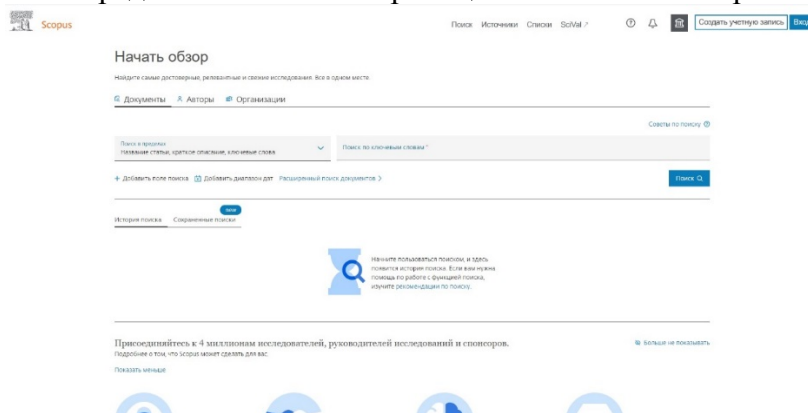 Scopus
Поиск Источники Списки SciVal ↗
Создать учетную запись Вход
Начать обзор
Найдите самые достоверные, релевантные и свежие исследования. Все в одном месте.
Документы Авторы Организации
Советы по поиску
Поиск в пределах
Название статьи, краткое описание, ключевые слова
Поиск по ключевым словам *
+ Добавить поле поиска Добавить диапазон дат Расширенный поиск документов >
Поиск
new
История поиска Сохраненные поиски
Начните пользоваться поиском, и здесь
появится история поиска. Если вам нужна
помощь по работе с функцией поиска,
изучите рекомендации по поиску.
Присоединяйтесь к 4 миллионам исследователей, руководителей исследований и спонсоров.
Больше не показывать
Подробнее о том, что Scopus может сделать для вас.
Показать меньше